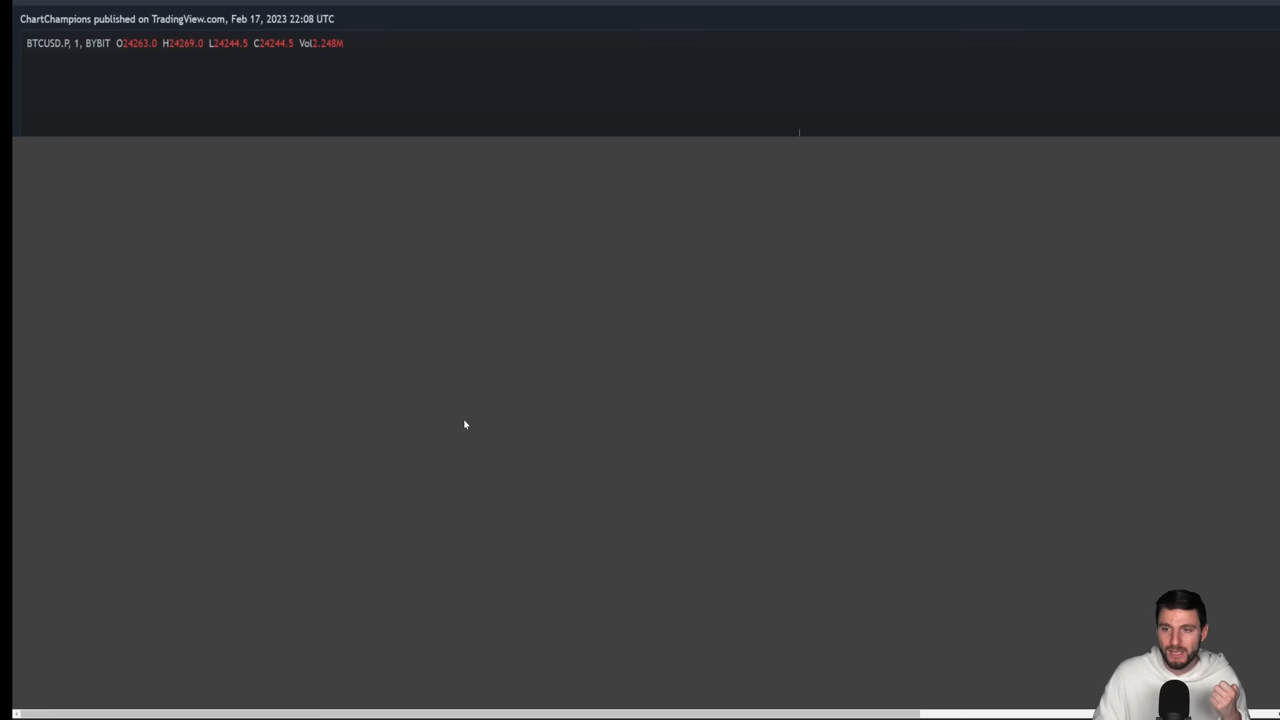 ChartChampions published on TradingView.com, Feb 17, 2023 22:08 UTC
BTCUSD.P, 1, BYBIT O24263.0 H24269.0 L24244.5 C24244.5 Vol2.248M